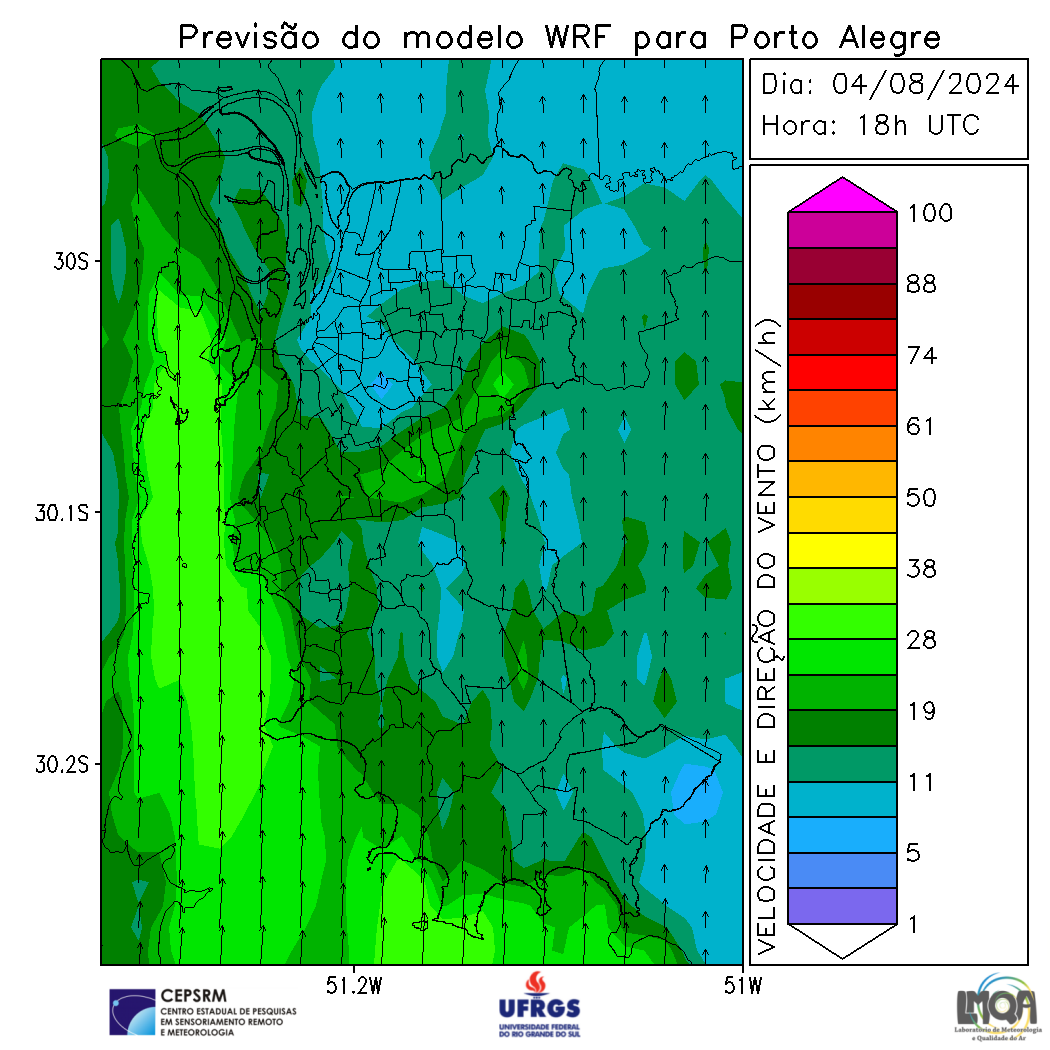 Previsão do modelo WRF para Porto Alegre
Dia: 04/08/2024
Hora: 18h UTC
30S
30.1S
30.2S
51.2W
51W
VELOCIDADE E DIREÇÃO DO VENTO (km/h)
100
88
74
61
50
38
28
19
11
5
1
CEPSRM
CENTRO ESTADUAL DE PESQUISAS
EM SENSORIAMENTO REMOTO
E METEOROLOGIA
UFRGS
UNIVERSIDADE FEDERAL
DO RIO GRANDE DO SUL
LMQA
Laboratório de Meteorologia
e Qualidade do Ar